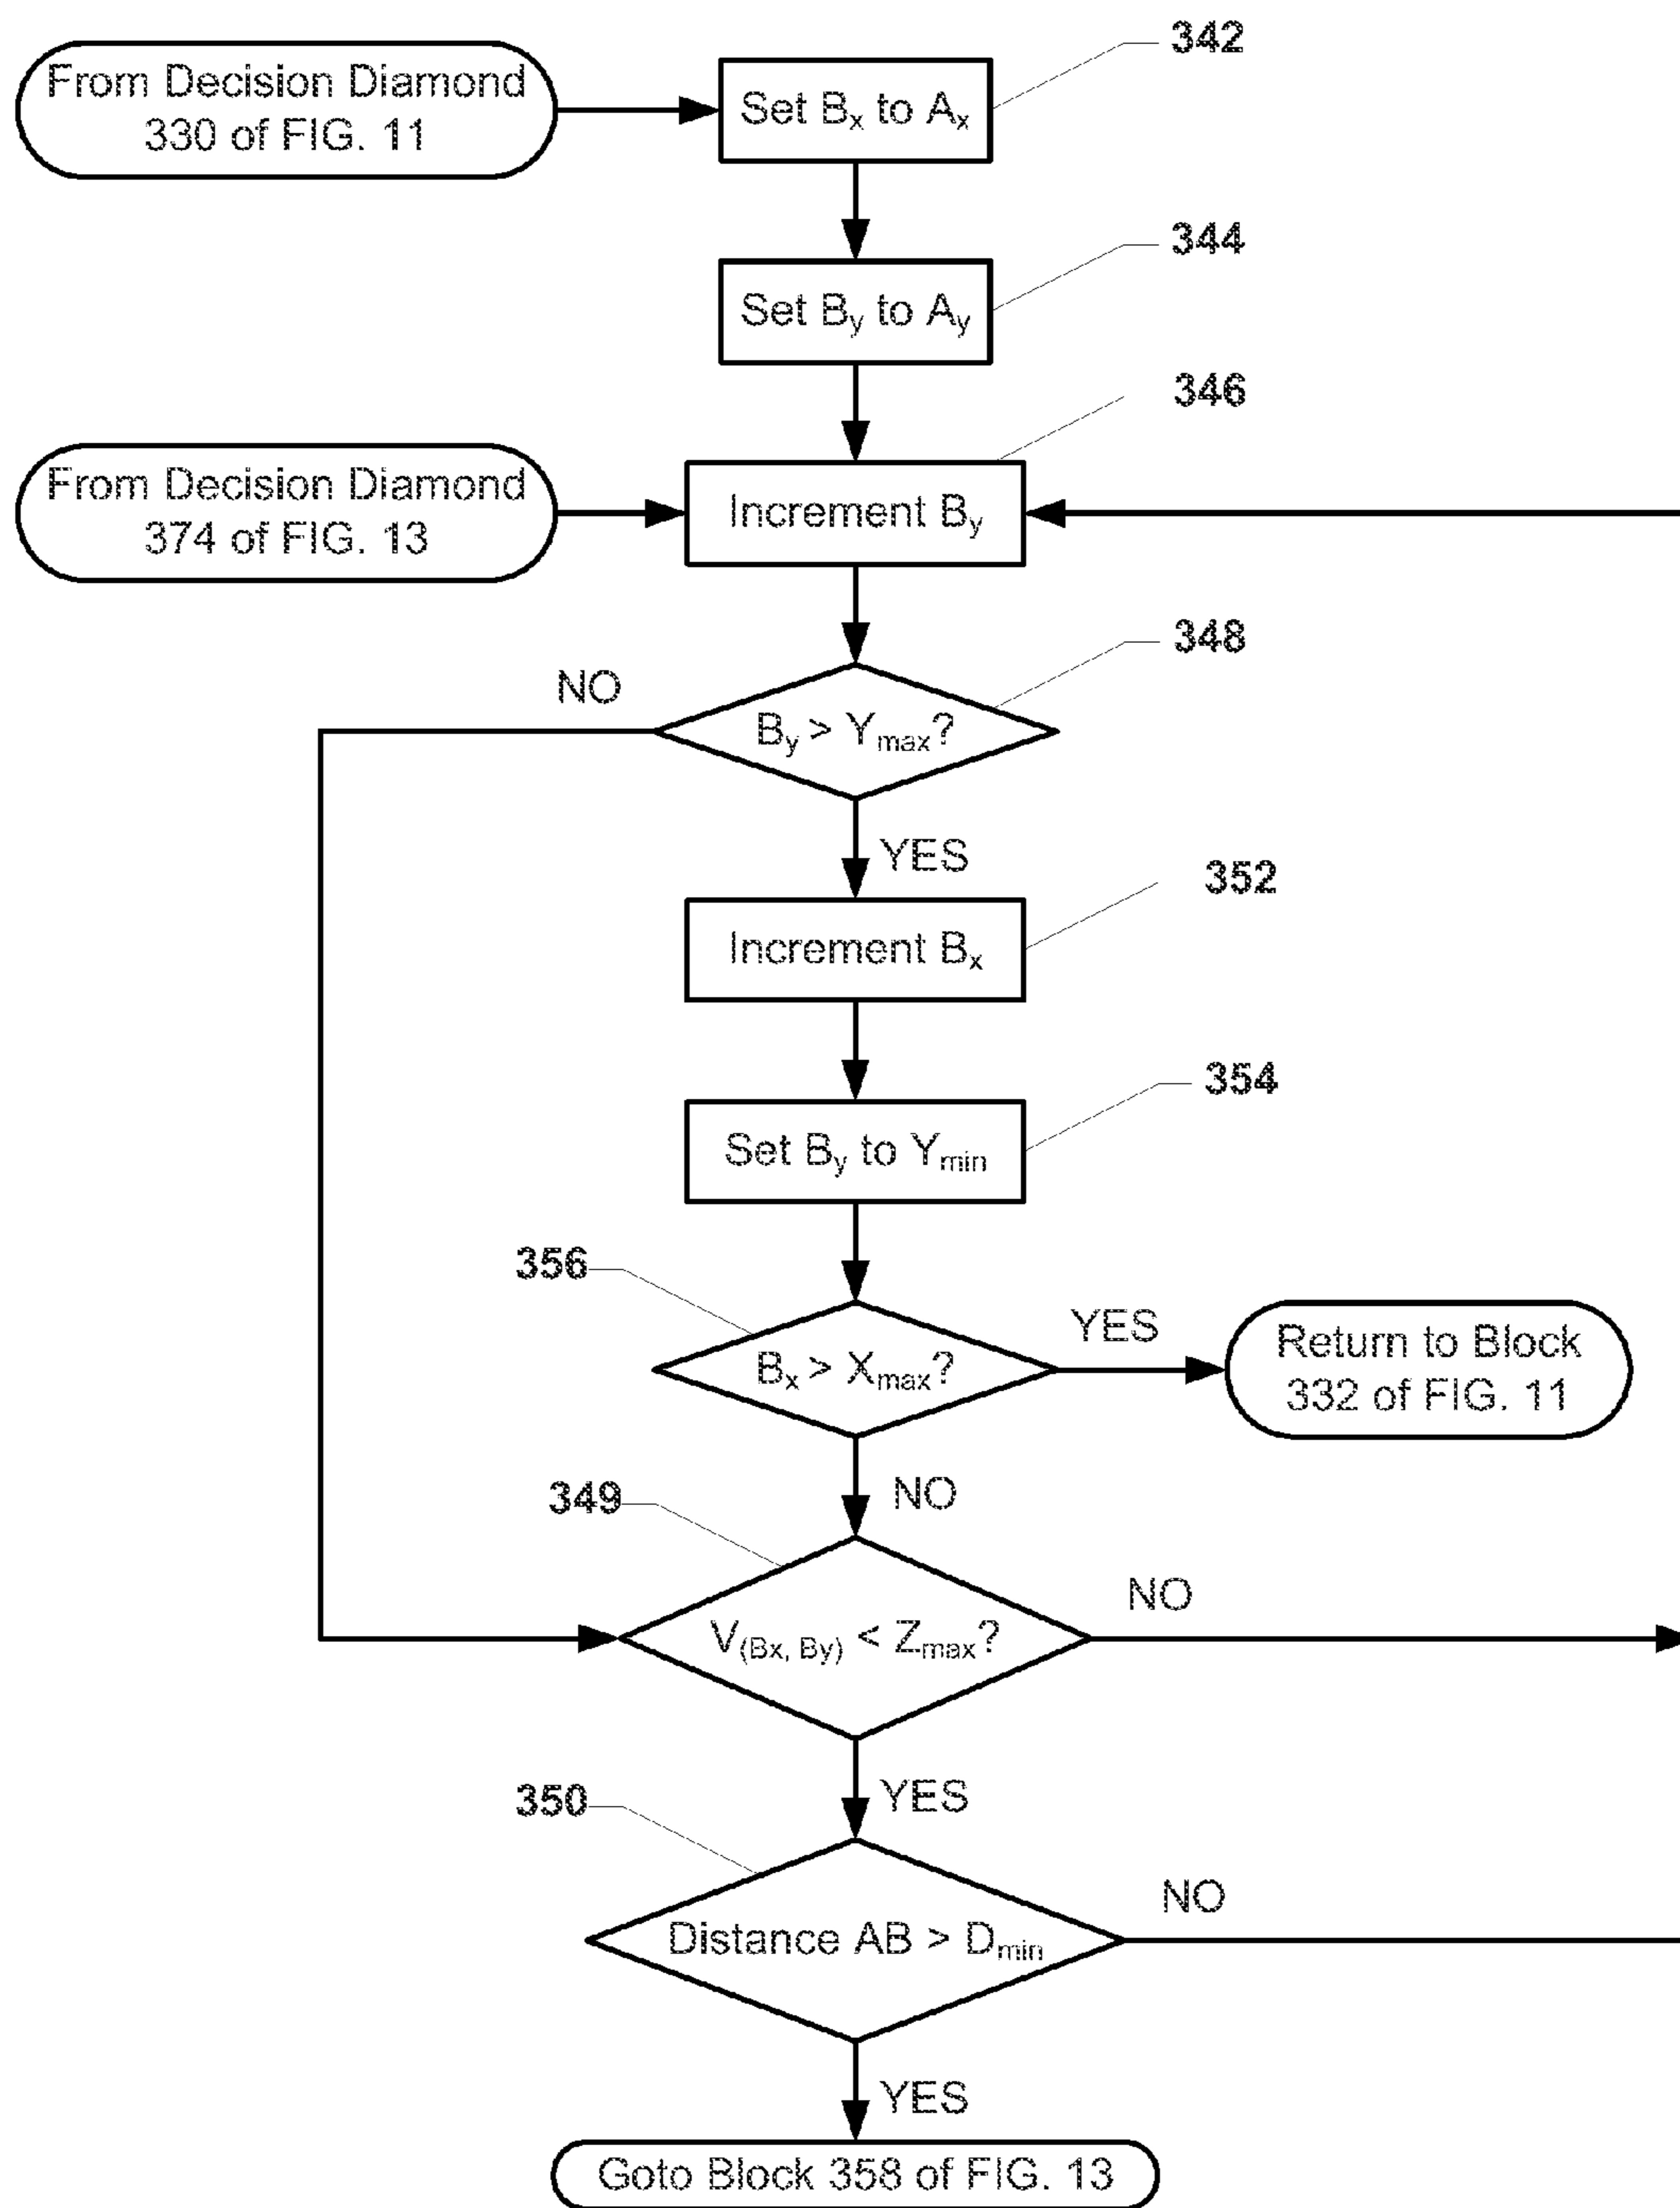 342
From Decision Diamond
330 of FIG. 11
Set Bx to Ax
344
Set By to Ay
346
From Decision Diamond
374 of FIG. 13
Increment By
348
NO
By > Ymax?
YES
352
Increment Bx
354
Set By to Ymin
356
YES
Bx > Xmax?
Return to Block
332 of FIG. 11
NO
349
NO
V(Bx, By) < Zmax?
YES
350
NO
Distance AB > Dmin
YES
Goto Block 358 of FIG. 13